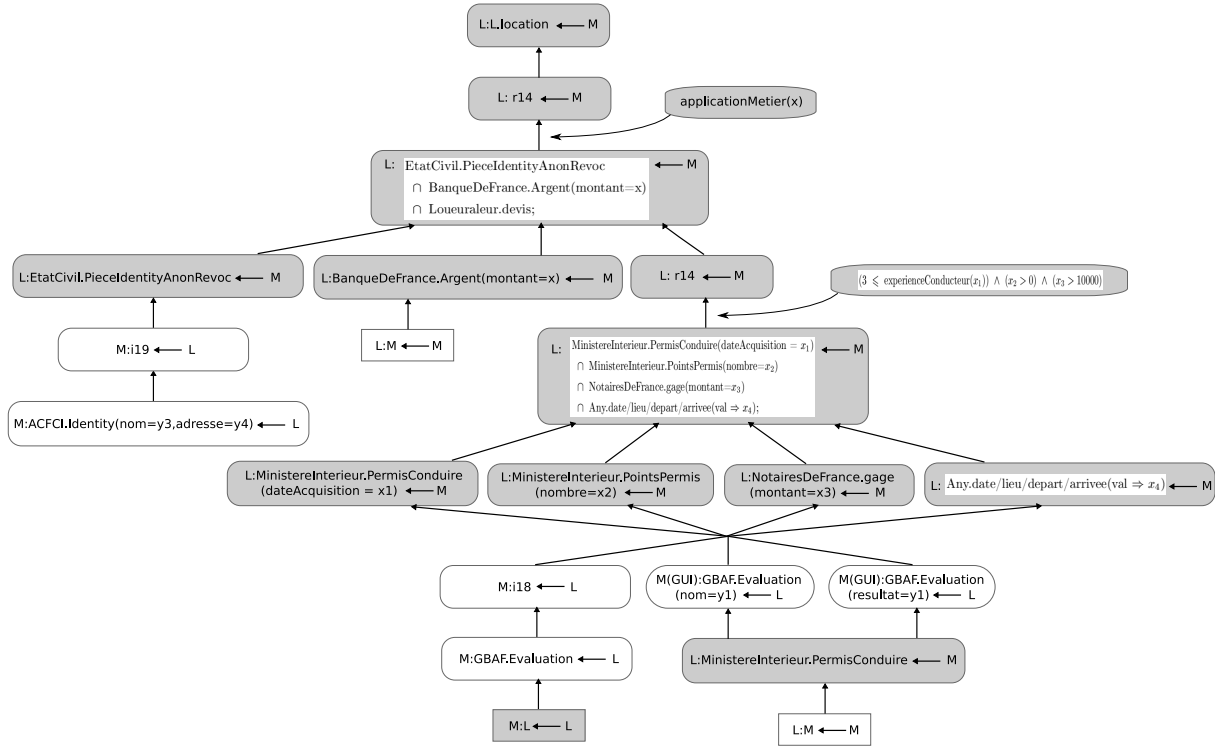 L:L.location ← M
L: r14 ← M
applicationMetier(x)
L: EtatCivil.PieceIdentityAnonRevoc ← M
∩ BanqueDeFrance.Argent(montant=x)
∩ Loueuraleur.devis;
L:EtatCivil.PieceIdentityAnonRevoc ← M
L:BanqueDeFrance.Argent(montant=x) ← M
L: r14 ← M
(3 ⩽ experienceConducteur(x₁)) ∧ (x₂ > 0) ∧ (x₃ > 10000)
M:i19 ← L
L:M ← M
L: MinistereInterieur.PermisConduire(dateAcquisition = x₁) ← M
∩ MinistereInterieur.PointsPermis(nombre=x₂)
∩ NotairesDeFrance.gage(montant=x₃)
∩ Any.date/lieu/depart/arrivee(val ⇒ x₄);
M:ACFCI.Identity(nom=y3,adresse=y4) ← L
L:MinistereInterieur.PermisConduire
(dateAcquisition = x1) ← M
L:MinistereInterieur.PointsPermis
(nombre=x2) ← M
L:NotairesDeFrance.gage
(montant=x3) ← M
L: Any.date/lieu/depart/arrivee(val ⇒ x₄) ← M
M:i18 ← L
M(GUI):GBAF.Evaluation
(nom=y1) ← L
M(GUI):GBAF.Evaluation
(resultat=y1) ← L
M:GBAF.Evaluation ← L
L:MinistereInterieur.PermisConduire ← M
M:L ← L
L:M ← M